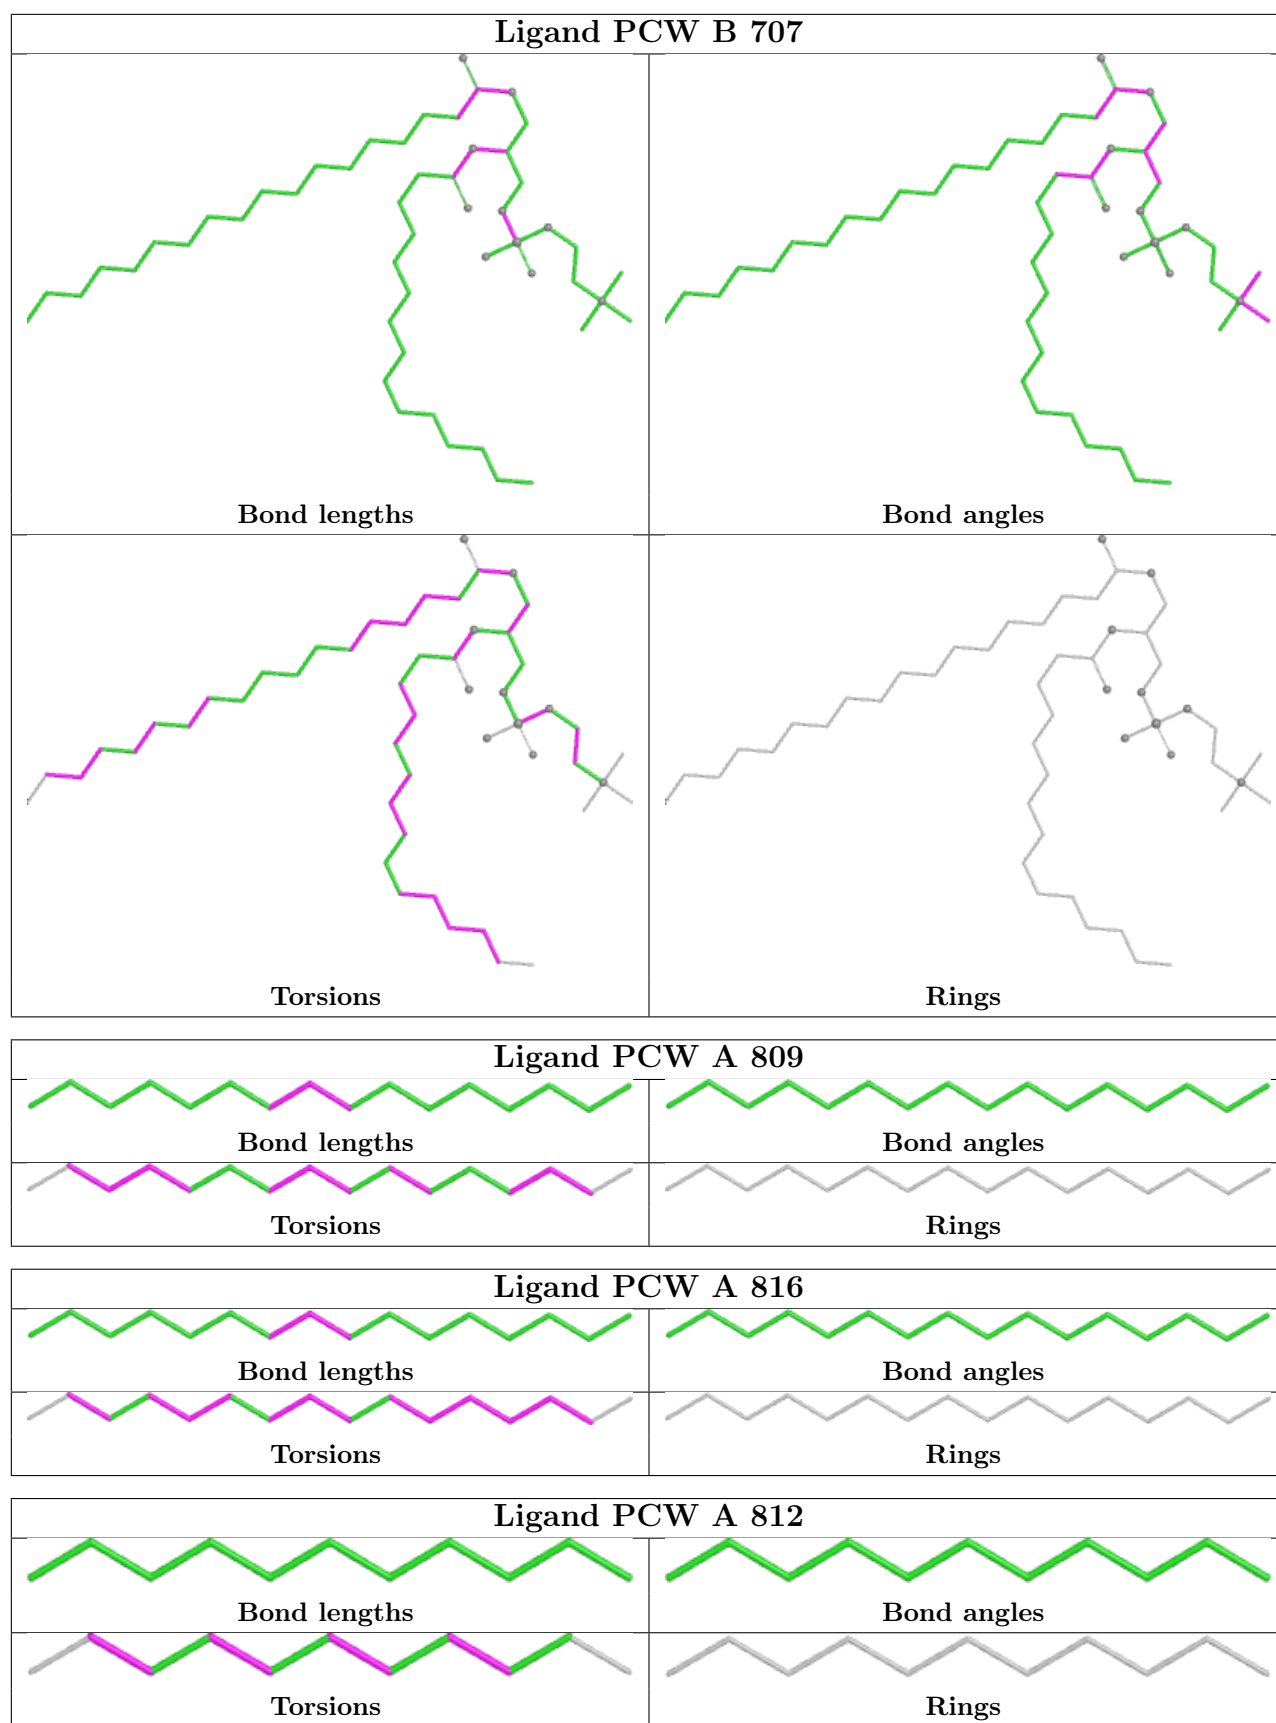 Ligand PCW B 707
Bond lengths
Bond angles
Torsions
Rings
Ligand PCW A 809
Bond lengths
Bond angles
Torsions
Rings
Ligand PCW A 816
Bond lengths
Bond angles
Torsions
Rings
Ligand PCW A 812
Bond lengths
Bond angles
Torsions
Rings